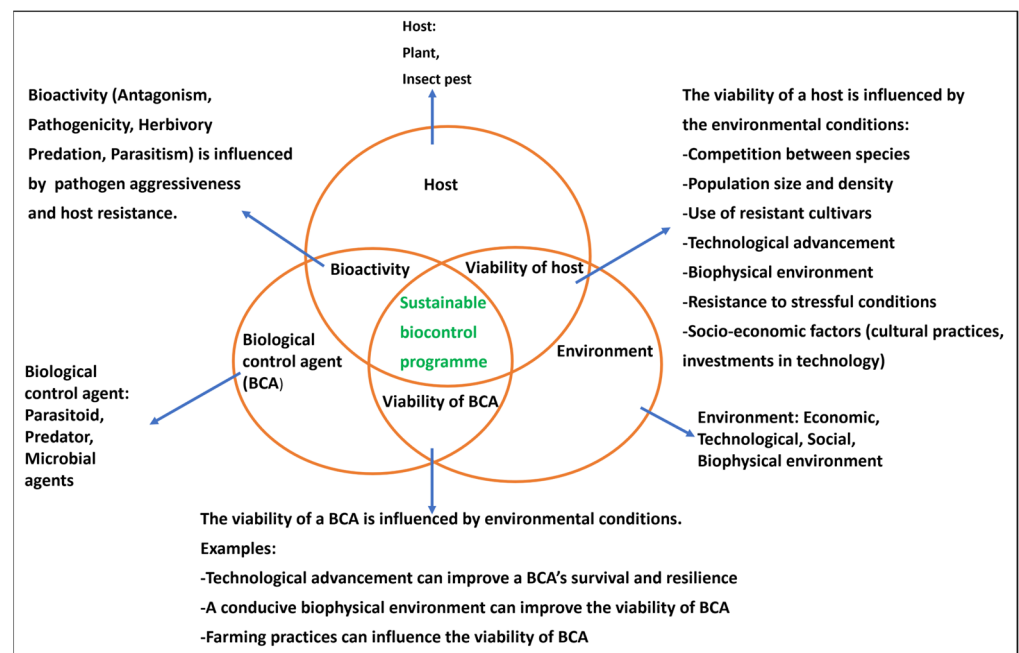 Host:
Plant,
Insect pest
Bioactivity (Antagonism,
Pathogenicity, Herbivory
Predation, Parasitism) is influenced
by pathogen aggressiveness
and host resistance.
The viability of a host is influenced by
the environmental conditions:
-Competition between species
-Population size and density
-Use of resistant cultivars
-Technological advancement
-Biophysical environment
-Resistance to stressful conditions
-Socio-economic factors (cultural practices,
investments in technology)
Host
Bioactivity
Viability of host
Sustainable
biocontrol
programme
Biological
control agent
(BCA)
Environment
Viability of BCA
Biological
control agent:
Parasitoid,
Predator,
Microbial
agents
Environment: Economic,
Technological, Social,
Biophysical environment
The viability of a BCA is influenced by environmental conditions.
Examples:
-Technological advancement can improve a BCA's survival and resilience
-A conducive biophysical environment can improve the viability of BCA
-Farming practices can influence the viability of BCA